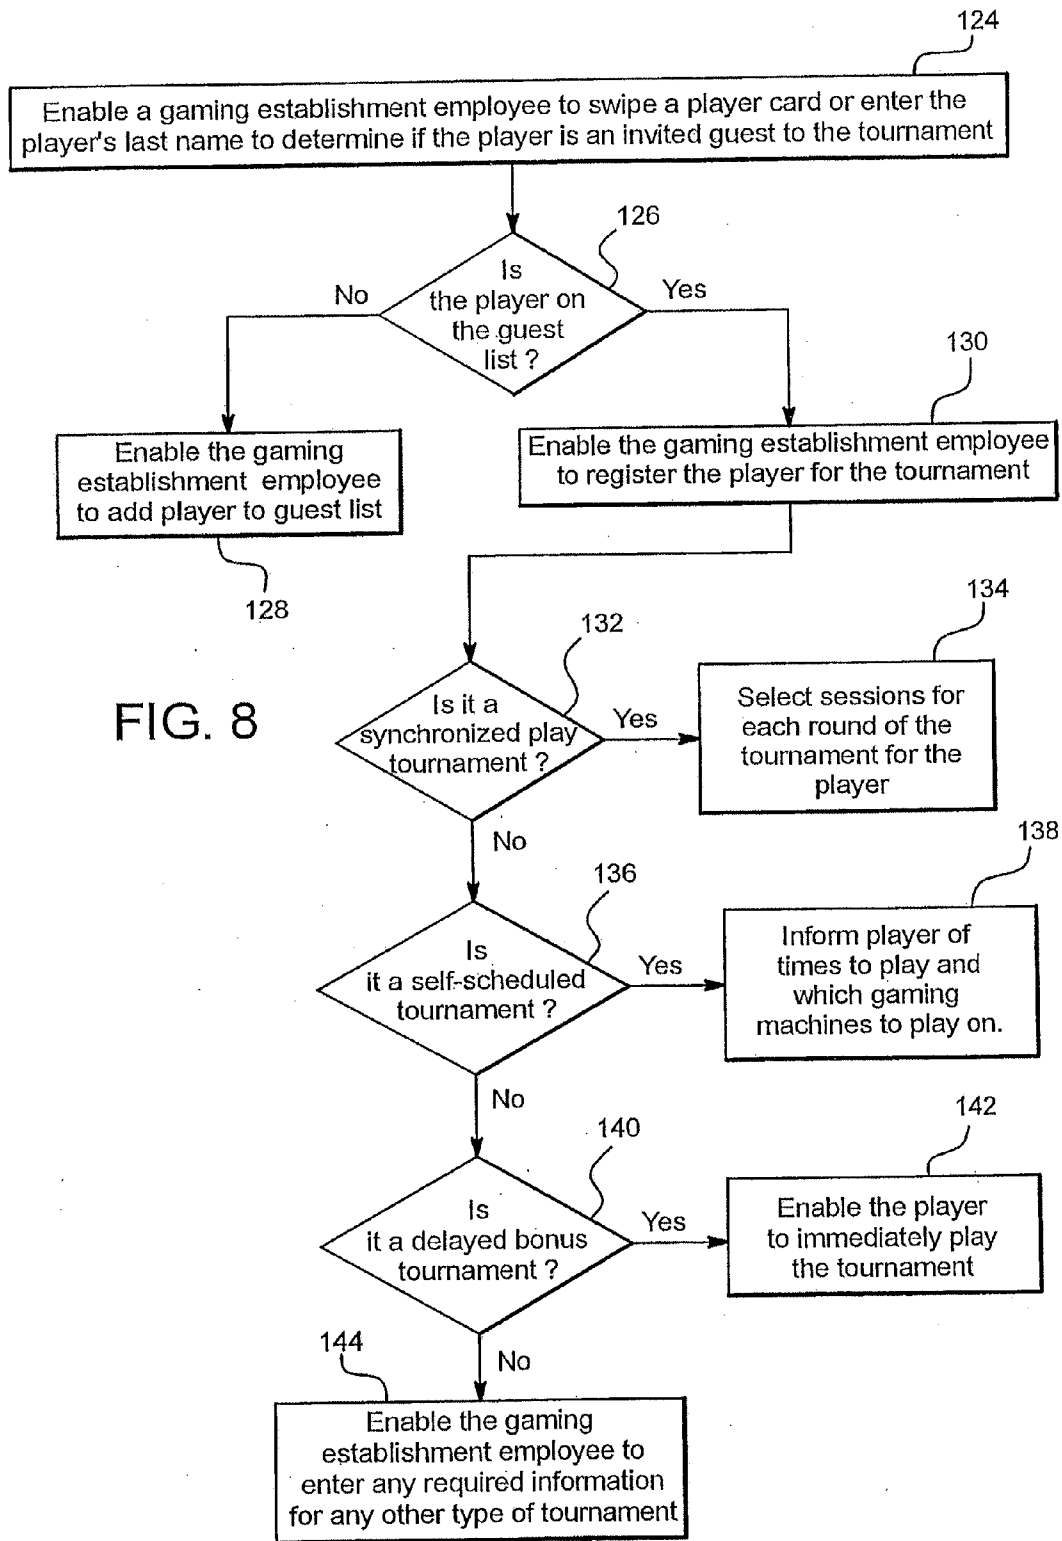 124
Enable a gaming establishment employee to swipe a player card or enter the
player's last name to determine if the player is an invited guest to the tournament
126
Is
the player on
the guest
list ?
No
Yes
130
Enable the gaming
establishment employee
to add player to guest list
Enable the gaming establishment employee
to register the player for the tournament
128
134
132
FIG. 8
Is it a
synchronized play
tournament ?
Yes
Select sessions for
each round of the
tournament for the
player
No
138
136
Is
it a self-scheduled
tournament ?
Yes
Inform player of
times to play and
which gaming
machines to play on.
No
142
140
Is
it a delayed bonus
tournament ?
Yes
Enable the player
to immediately play
the tournament
144
No
Enable the gaming
establishment employee to
enter any required information
for any other type of tournament